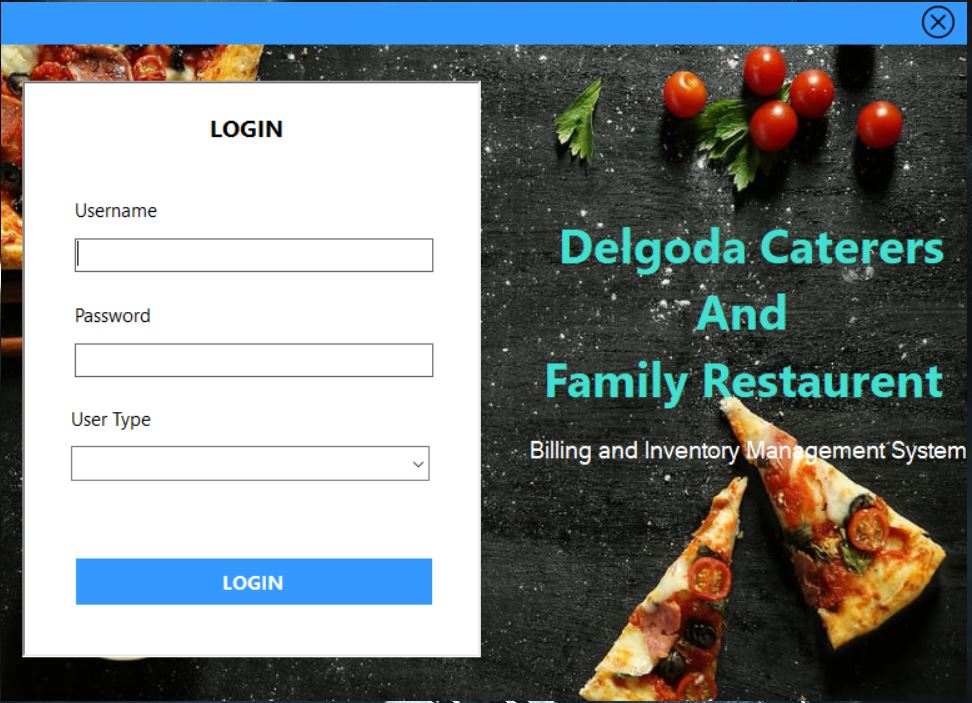 LOGIN
Username
Password
User Type
LOGIN
Delgoda Caterers
And
Family Restaurent
Billing and Inventory Management System